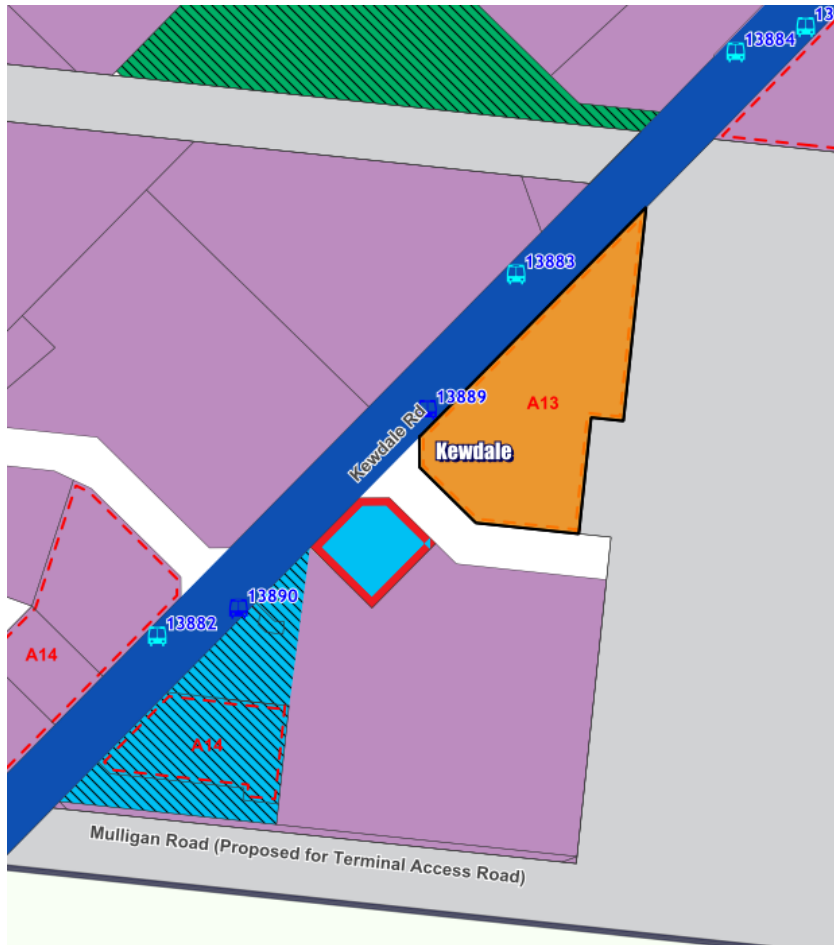 13
13884
13883
A13
13889
Kewdale Rd
Kewdale
13890
13882
A14
A14
Mulligan Road (Proposed for Terminal Access Road)